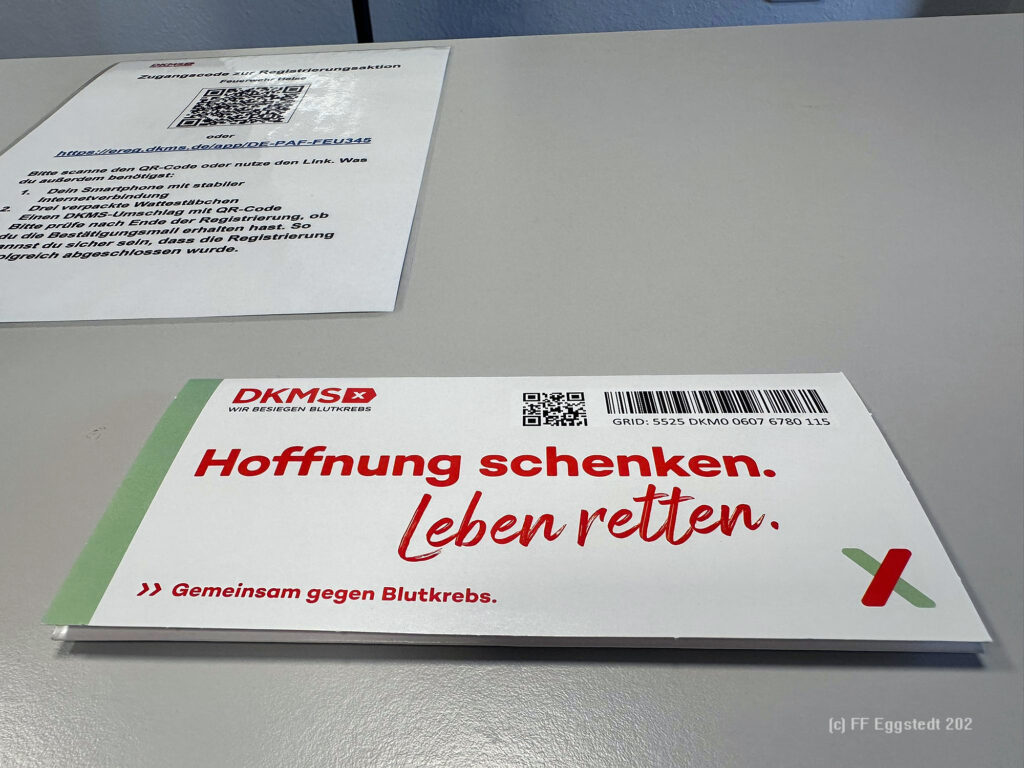 DKMS
Zugangscode zur Registrierungsaktion
Feuerwehr
oder
https://ereg.dkms.de/app/DE-PAF-FEU345
Bitte scanne den QR-Code oder nutze den Link. Was
du außerdem benötigst:
1. Dein Smartphone mit stabiler
Internetverbindung
2. Drei verpackte Wattestäbchen
Einen DKMS-Umschlag mit QR-Code
Bitte prüfe nach Ende der Registrierung, ob
du die Bestätigungsmail erhalten hast. So
annst du sicher sein, dass die Registrierung
olgreich abgeschlossen wurde.
DKMS x
WIR BESIEGEN BLUTKREBS
GRID: 5525 DKM0 0607 6780 115
Hoffnung schenken.
Leben retten.
>> Gemeinsam gegen Blutkrebs.
(c) FF Eggstedt 202